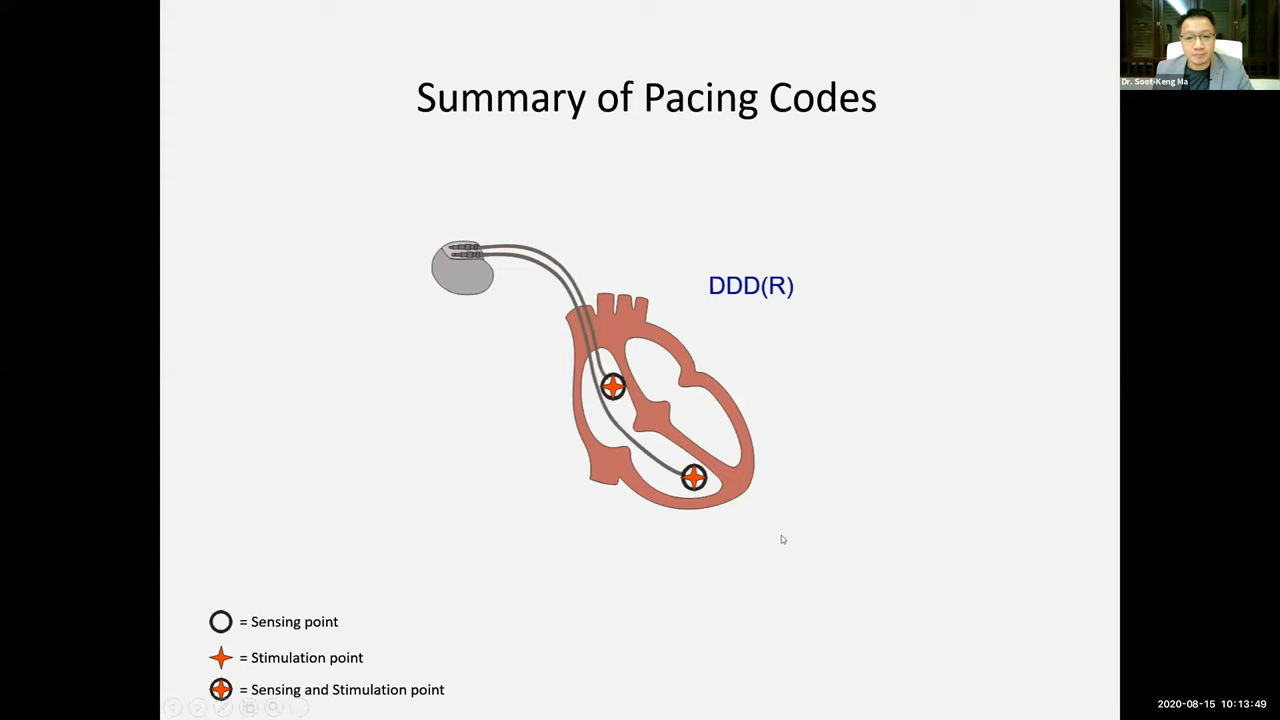 Summary of Pacing Codes
Dr. Soot-Keng Ma
DDD(R)
= Sensing point
= Stimulation point
= Sensing and Stimulation point
2020-08-15 10:13:49